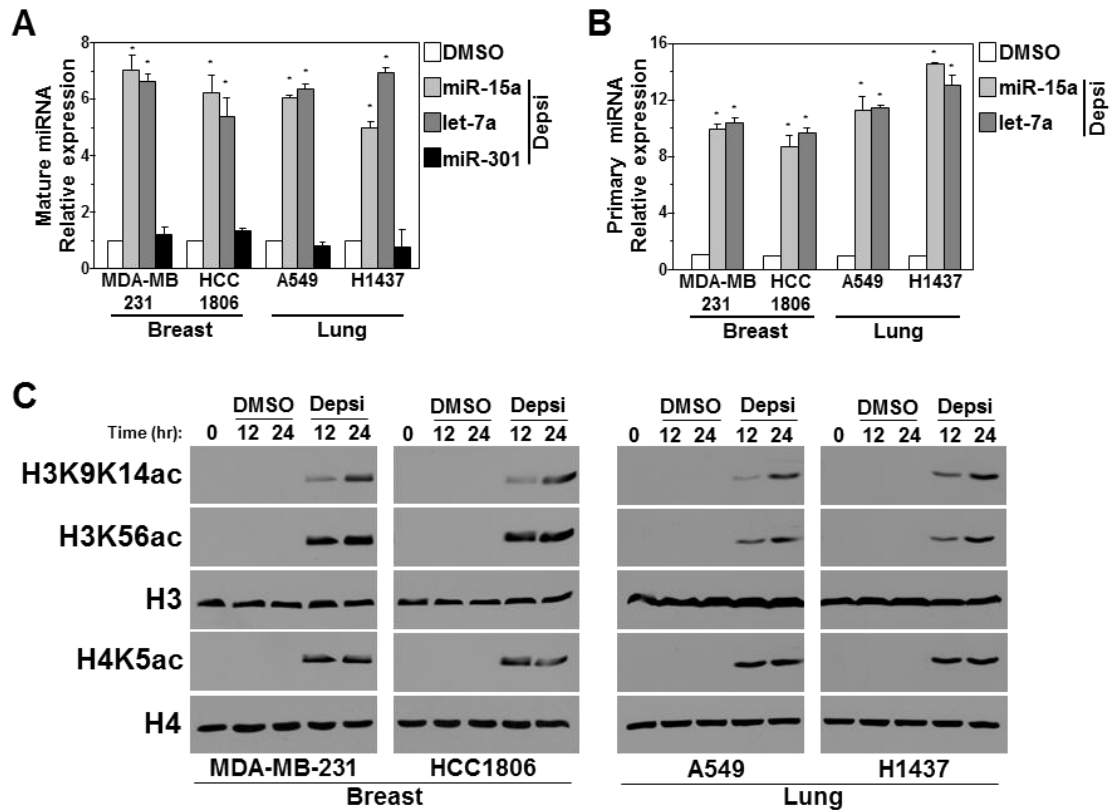 A
Mature miRNA
Relative expression
8
6
4
2
0
* * * * * * * *
MDA-MB
231
HCC
1806
A549
H1437
Breast
Lung
DMSO
miR-15a
let-7a
miR-301
Depsi
B
Primary miRNA
Relative expression
16
12
8
4
0
* * * * * * * *
MDA-MB
231
HCC
1806
A549
H1437
Breast
Lung
DMSO
miR-15a
let-7a
Depsi
C
DMSO Depsi DMSO Depsi DMSO Depsi DMSO Depsi
Time (hr): 0 12 24 12 24 0 12 24 12 24 0 12 24 12 24 0 12 24 12 24
H3K9K14ac
H3K56ac
H3
H4K5ac
H4
MDA-MB-231 HCC1806 A549 H1437
Breast Lung